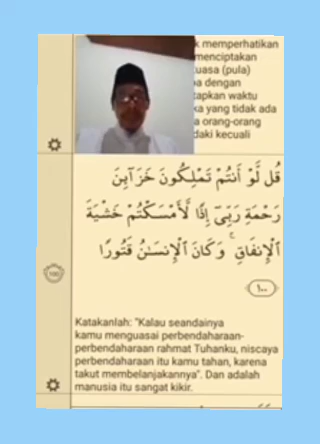 k memperhatikan
menciptakan
uasa (pula)
a dengan
tapkan waktu
ka yang tidak ada
a orang-orang
daki kecuali
قُل لَّوْ أَنتُمْ تَمْلِكُونَ خَزَآئِنَ
رَحْمَةِ رَبِّىٓ إِذًا لَّأَمْسَكْتُمْ خَشْيَةَ
ٱلْإِنفَاقِ ۚ وَكَانَ ٱلْإِنسَٰنُ قَتُورًا
١٠٠
Katakanlah: "Kalau seandainya
kamu menguasai perbendaharaan-
perbendaharaan rahmat Tuhanku, niscaya
perbendaharaan itu kamu tahan, karena
takut membelanjakannya". Dan adalah
manusia itu sangat kikir.